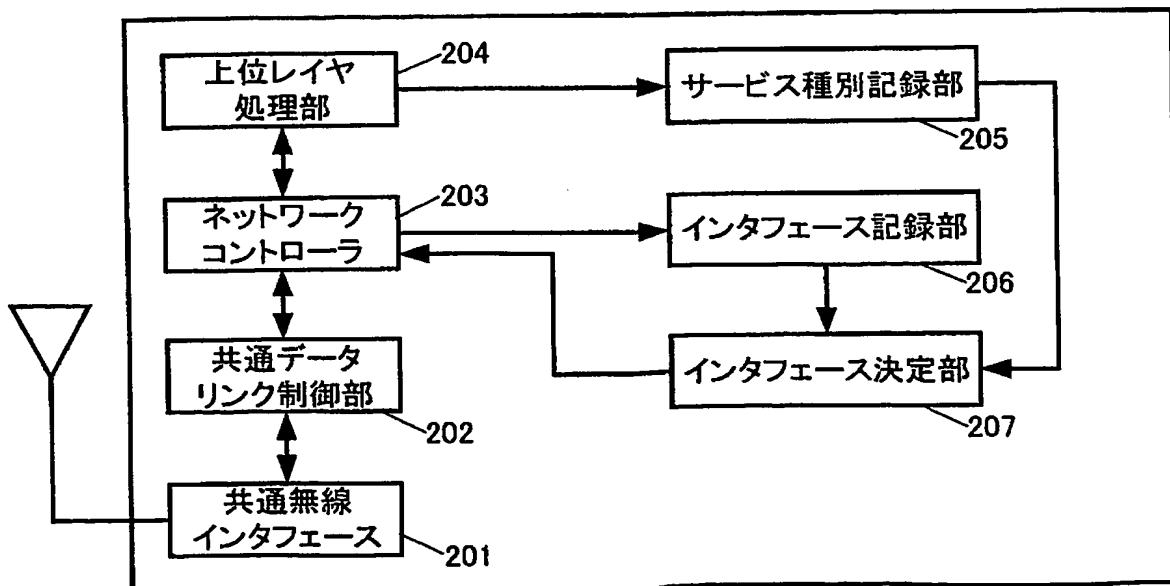 上位レイヤ
処理部
204
サービス種別記録部
205
ネットワーク
コントローラ
203
インタフェース記録部
206
共通データ
リンク制御部
202
インタフェース決定部
207
共通無線
インタフェース
201